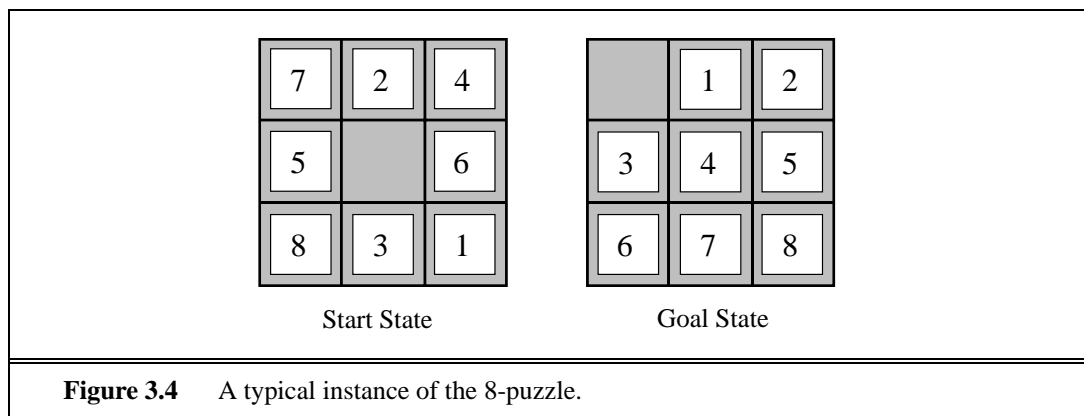 7 2 4 1 2
5 6 3 4 5
8 3 1 6 7 8
Start State Goal State
Figure 3.4 A typical instance of the 8-puzzle.